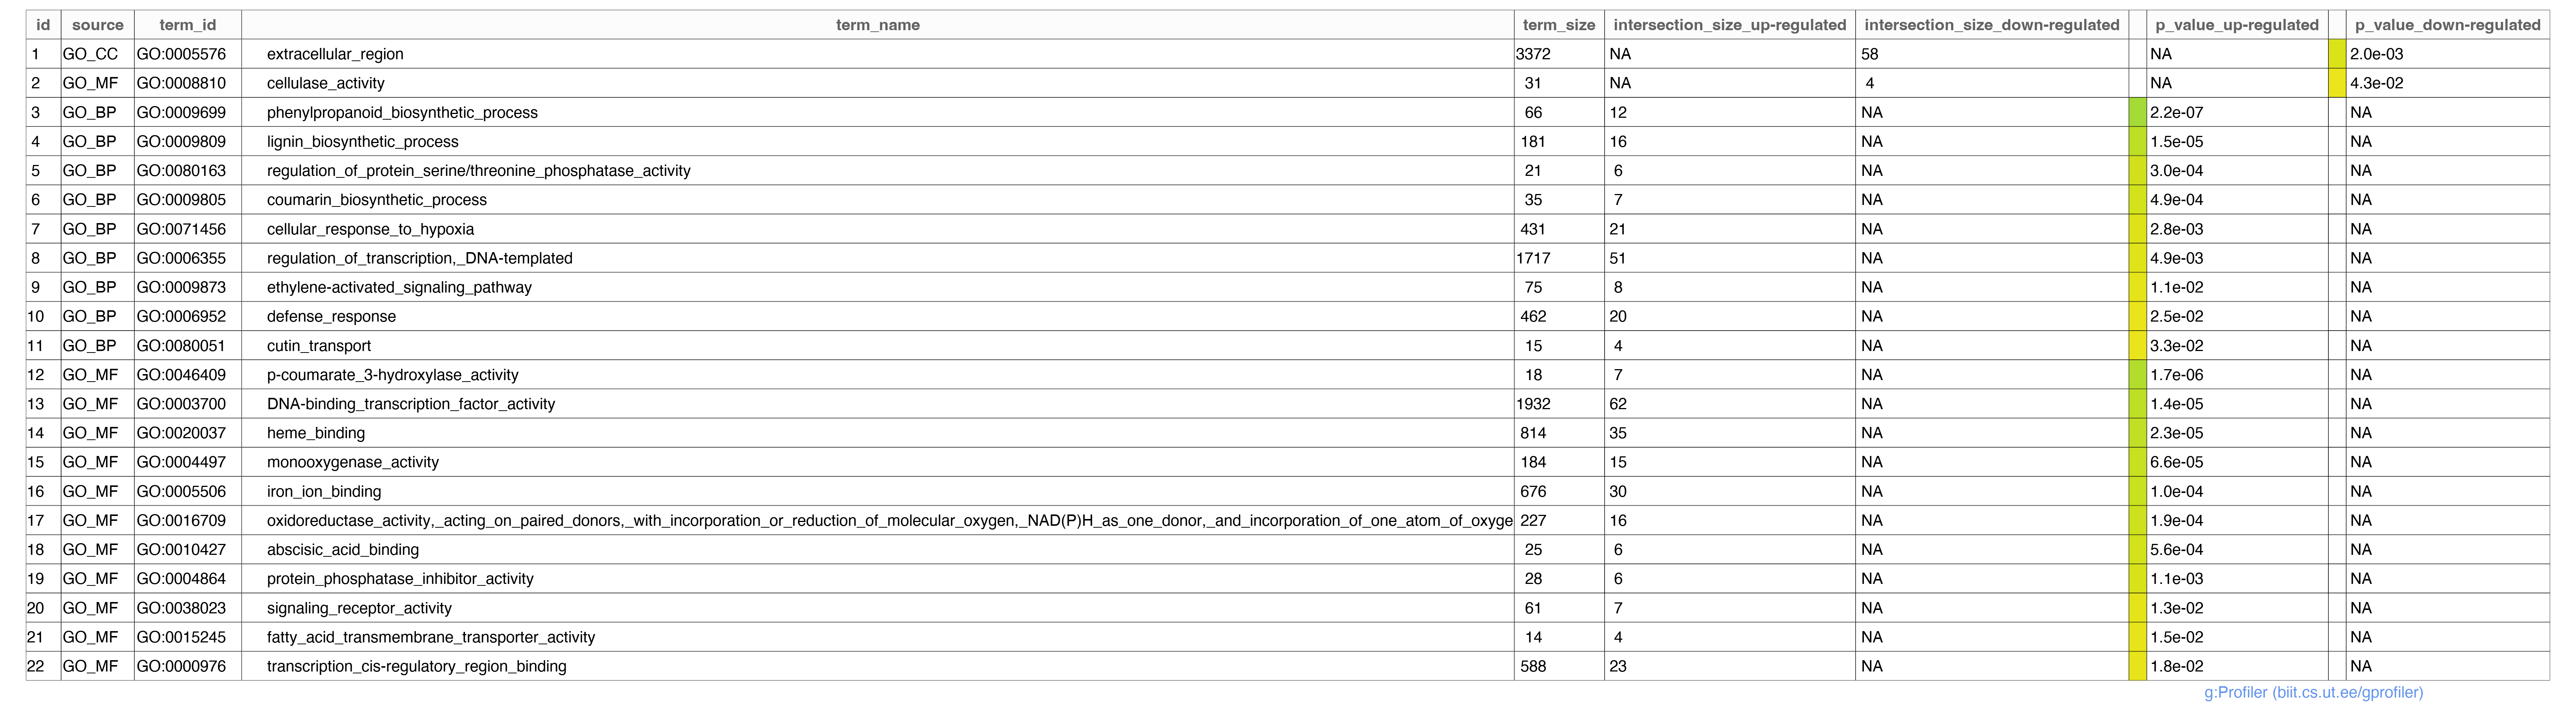 id source term_id term_name term_size intersection_size_up-regulated intersection_size_down-regulated p_value_up-regulated p_value_down-regulated
1 GO_CC GO:0005576 extracellular_region 3372 NA 58 NA 2.0e-03
2 GO_MF GO:0008810 cellulase_activity 31 NA 4 NA 4.3e-02
3 GO_BP GO:0009699 phenylpropanoid_biosynthetic_process 66 12 NA 2.2e-07 NA
4 GO_BP GO:0009809 lignin_biosynthetic_process 181 16 NA 1.5e-05 NA
5 GO_BP GO:0080163 regulation_of_protein_serine/threonine_phosphatase_activity 21 6 NA 3.0e-04 NA
6 GO_BP GO:0009805 coumarin_biosynthetic_process 35 7 NA 4.9e-04 NA
7 GO_BP GO:0071456 cellular_response_to_hypoxia 431 21 NA 2.8e-03 NA
8 GO_BP GO:0006355 regulation_of_transcription,_DNA-templated 1717 51 NA 4.9e-03 NA
9 GO_BP GO:0009873 ethylene-activated_signaling_pathway 75 8 NA 1.1e-02 NA
10 GO_BP GO:0006952 defense_response 462 20 NA 2.5e-02 NA
11 GO_BP GO:0080051 cutin_transport 15 4 NA 3.3e-02 NA
12 GO_MF GO:0046409 p-coumarate_3-hydroxylase_activity 18 7 NA 1.7e-06 NA
13 GO_MF GO:0003700 DNA-binding_transcription_factor_activity 1932 62 NA 1.4e-05 NA
14 GO_MF GO:0020037 heme_binding 814 35 NA 2.3e-05 NA
15 GO_MF GO:0004497 monooxygenase_activity 184 15 NA 6.6e-05 NA
16 GO_MF GO:0005506 iron_ion_binding 676 30 NA 1.0e-04 NA
17 GO_MF GO:0016709 oxidoreductase_activity,_acting_on_paired_donors,_with_incorporation_or_reduction_of_molecular_oxygen,_NAD(P)H_as_one_donor,_and_incorporation_of_one_atom_of_oxyge 227 16 NA 1.9e-04 NA
18 GO_MF GO:0010427 abscisic_acid_binding 25 6 NA 5.6e-04 NA
19 GO_MF GO:0004864 protein_phosphatase_inhibitor_activity 28 6 NA 1.1e-03 NA
20 GO_MF GO:0038023 signaling_receptor_activity 61 7 NA 1.3e-02 NA
21 GO_MF GO:0015245 fatty_acid_transmembrane_transporter_activity 14 4 NA 1.5e-02 NA
22 GO_MF GO:0000976 transcription_cis-regulatory_region_binding 588 23 NA 1.8e-02 NA
g:Profiler (biit.cs.ut.ee/gprofiler)